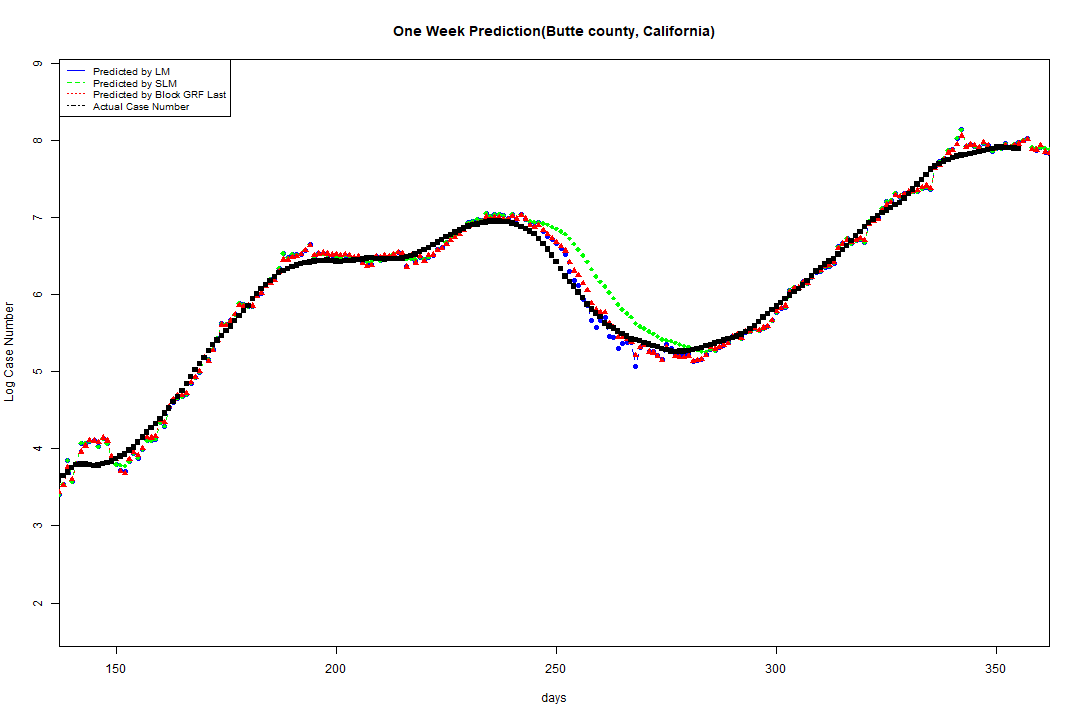 One Week Prediction(Butte county, California)
Predicted by LM
Predicted by SLM
Predicted by Block GRF Last
Actual Case Number
9
8
7
6
5
4
3
2
Log Case Number
150 200 250 300 350
days